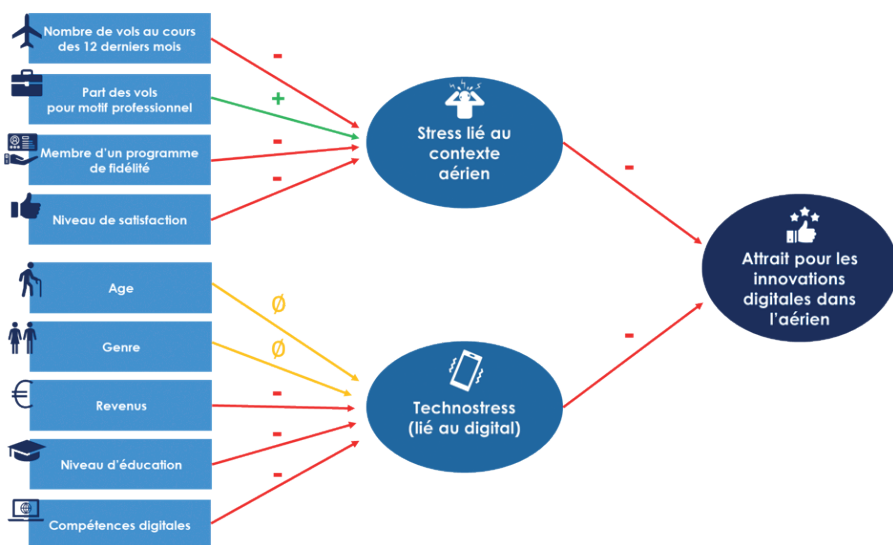 Nombre de vols au cours
des 12 derniers mois
-
Part des vols
pour motif professionnel
+
Membre d'un programme
de fidélité
-
Niveau de satisfaction
-
Stress lié au
contexte
aérien
-
Age
Ø
Genre
Ø
Revenus
-
Niveau d'éducation
-
Compétences digitales
-
Technostress
(lié au digital)
-
Attrait pour les
innovations
digitales dans
l'aérien